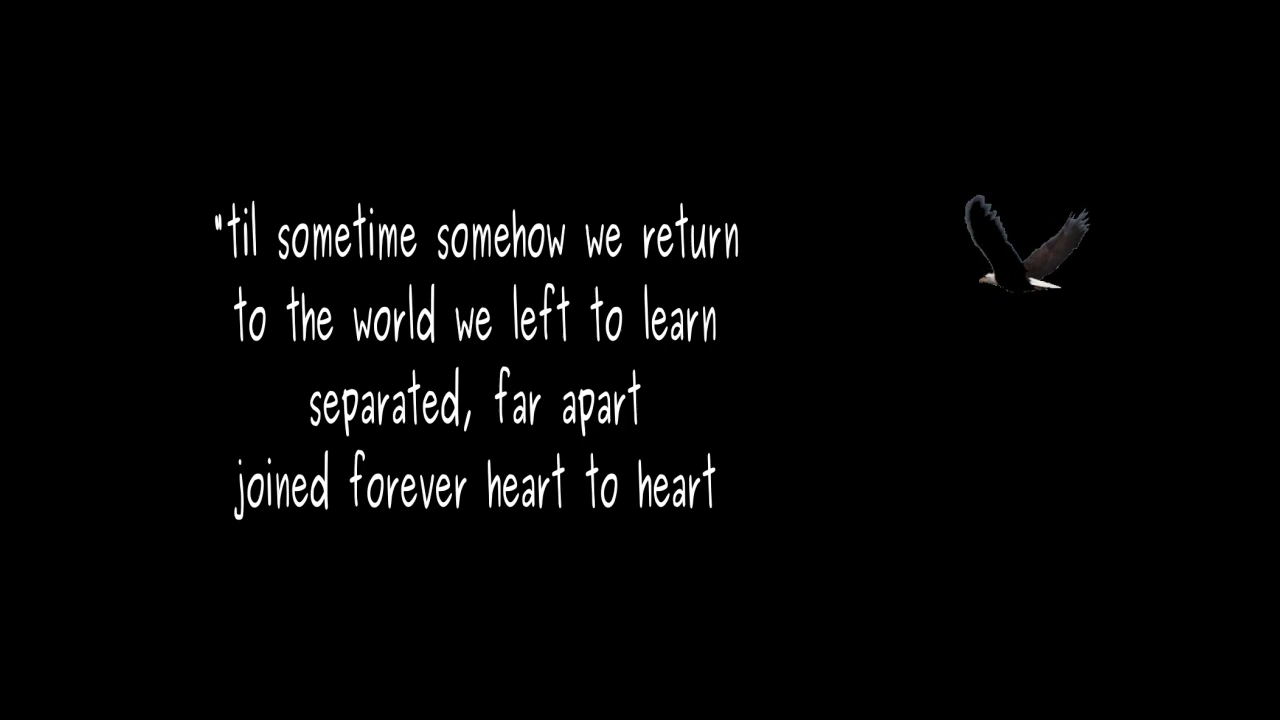 "til sometime somehow we return
to the world we left to learn
separated, far apart
joined forever heart to heart